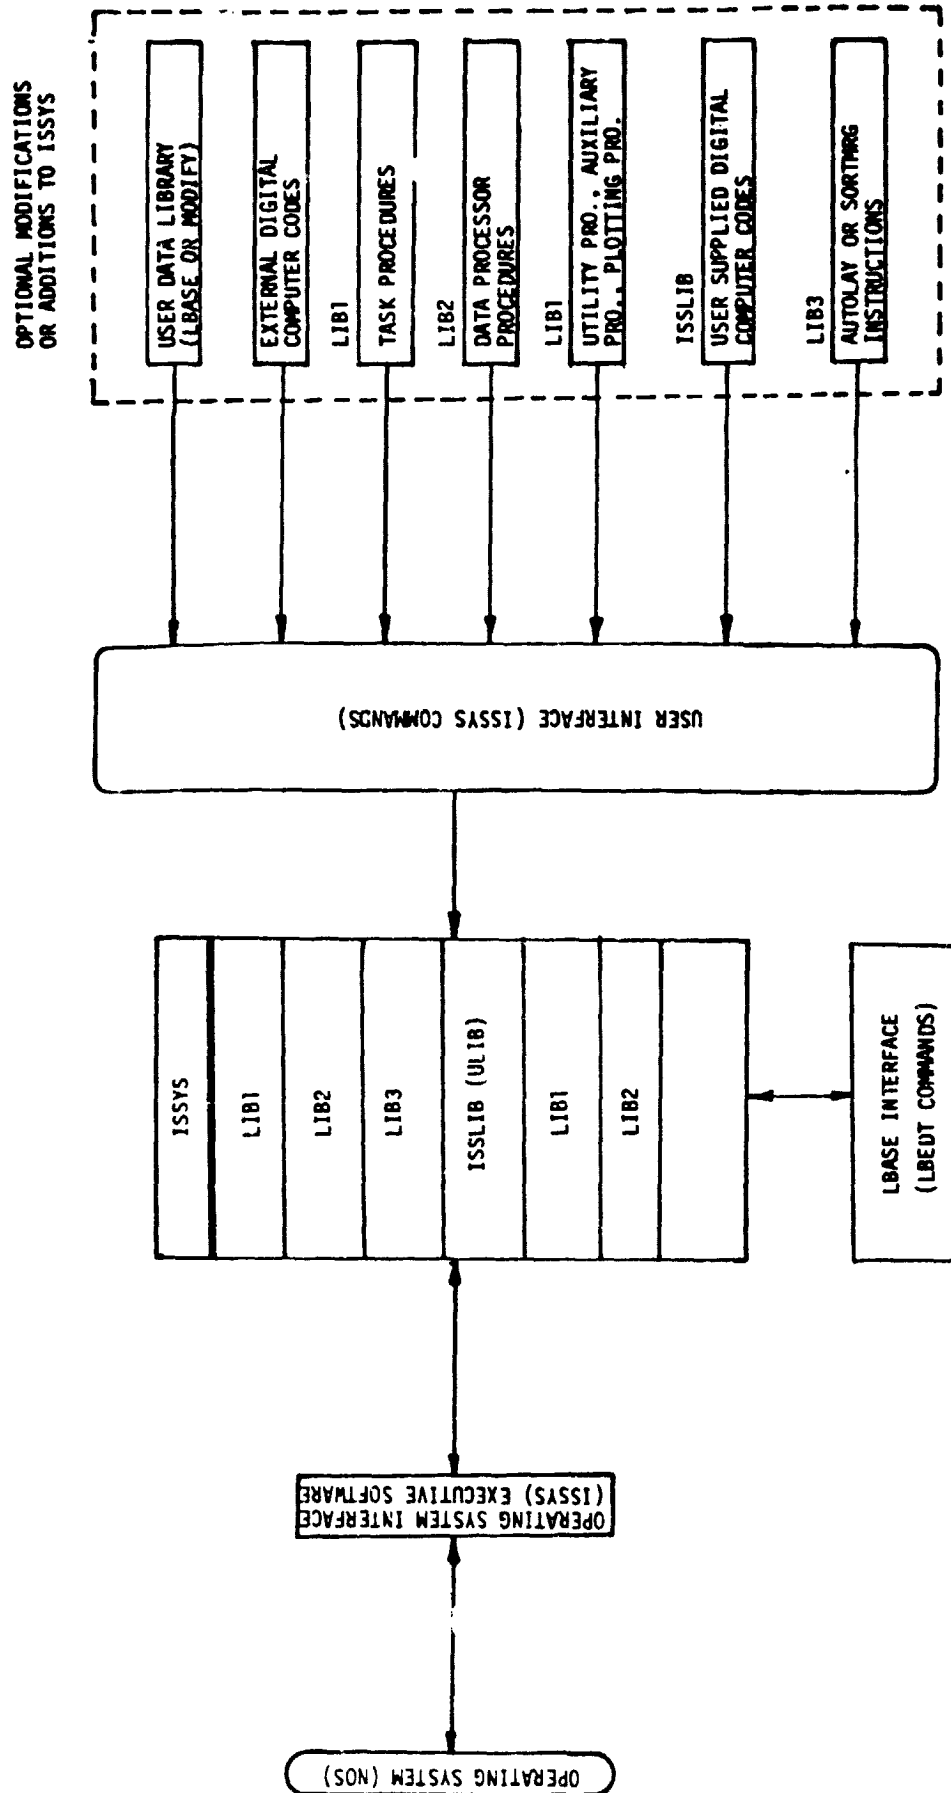 OPTIONAL MODIFICATIONS
OR ADDITIONS TO ISSYS
USER DATA LIBRARY
(LBASE OR MODIFY)
EXTERNAL DIGITAL
COMPUTER CODES
LIB1
TASK PROCEDURES
LIB2
DATA PROCESSOR
PROCEDURES
LIB1
UTILITY PRO., AUXILIARY
PRO., PLOTTING PRO.
ISSLIB
USER SUPPLIED DIGITAL
COMPUTER CODES
LIB3
AUTOLAY OR SORTMRG
INSTRUCTIONS
USER INTERFACE (ISSYS COMMANDS)
ISSYS
LIB1
LIB2
LIB3
ISSLIB (ULIB)
LIB1
LIB2
LBASE INTERFACE
(LBEDT COMMANDS)
OPERATING SYSTEM INTERFACE
(ISSYS) EXECUTIVE SOFTWARE
OPERATING SYSTEM (NOS)